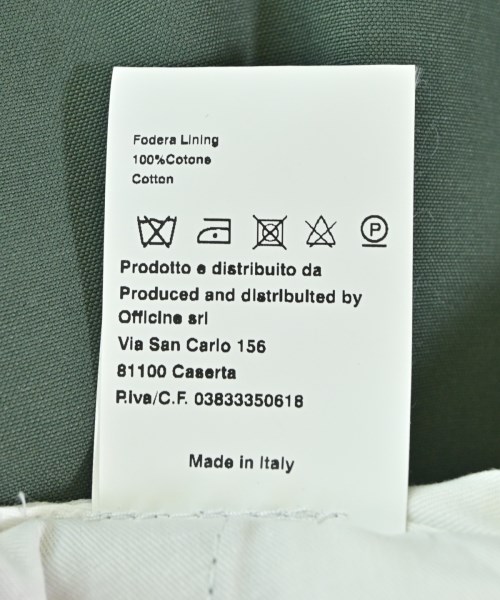 Fodera Lining
100%Cotone
Cotton
P
Prodotto e distribuito da
Produced and distribuited by
Officine srl
Via San Carlo 156
81100 Caserta
P.iva/C.F. 03833350618
Made in Italy